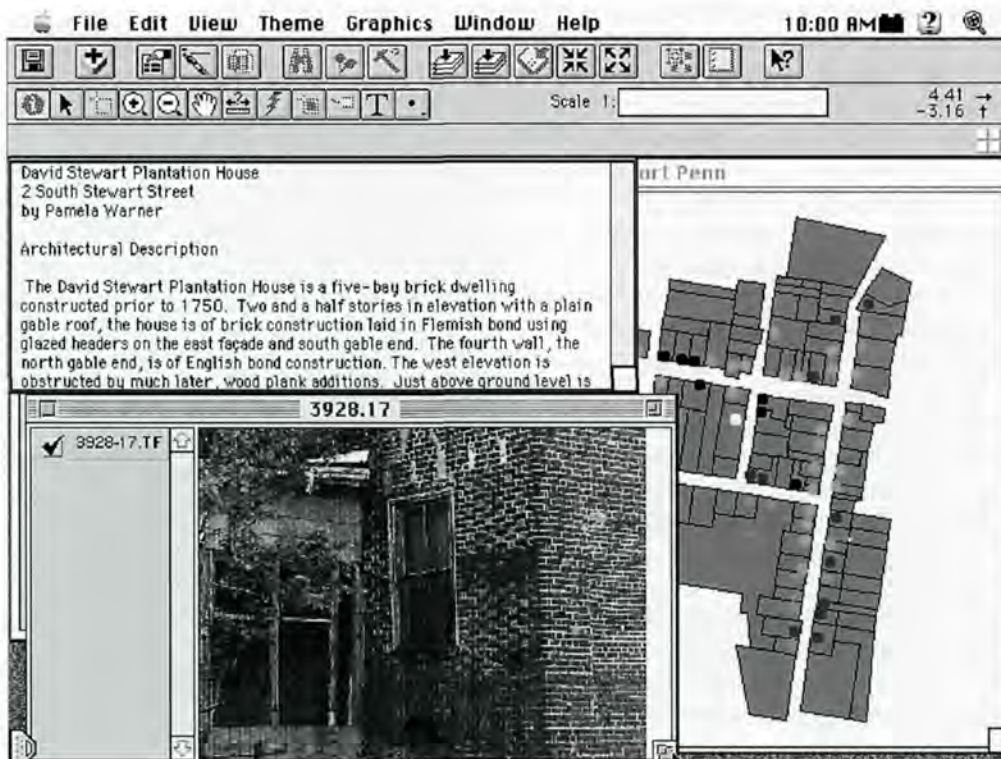 File Edit View Theme Graphics Window Help 10:00 AM
Scale 1: 4.41
-3.16
David Stewart Plantation House
2 South Stewart Street
by Pamela Warner
Architectural Description
The David Stewart Plantation House is a five-bay brick dwelling
constructed prior to 1750. Two and a half stories in elevation with a plain
gable roof, the house is of brick construction laid in Flemish bond using
glazed headers on the east façade and south gable end. The fourth wall, the
north gable end, is of English bond construction. The west elevation is
obstructed by much later, wood plank additions. Just above ground level is
ort Penn
3928.17
3928-17.TF